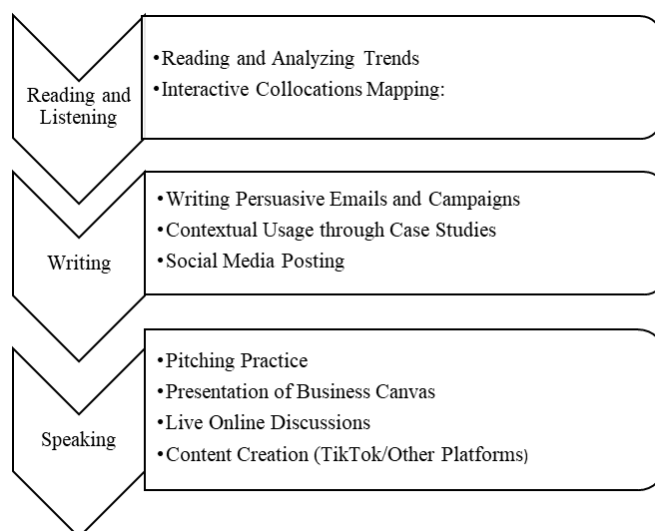 Reading and
Listening
•Reading and Analyzing Trends
•Interactive Collocations Mapping:
Writing
•Writing Persuasive Emails and Campaigns
•Contextual Usage through Case Studies
•Social Media Posting
Speaking
•Pitching Practice
•Presentation of Business Canvas
•Live Online Discussions
•Content Creation (TikTok/Other Platforms)